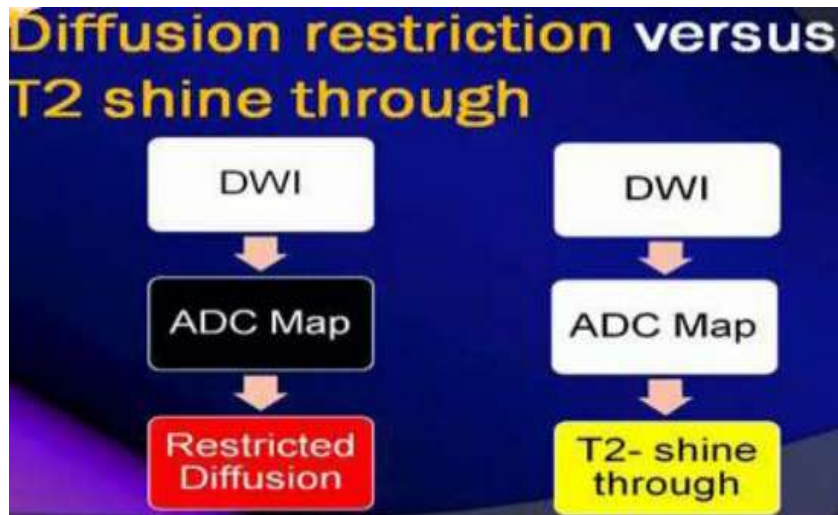 Diffusion restriction versus
T2 shine through
DWI
ADC Map
Restricted
Diffusion
DWI
ADC Map
T2- shine
through